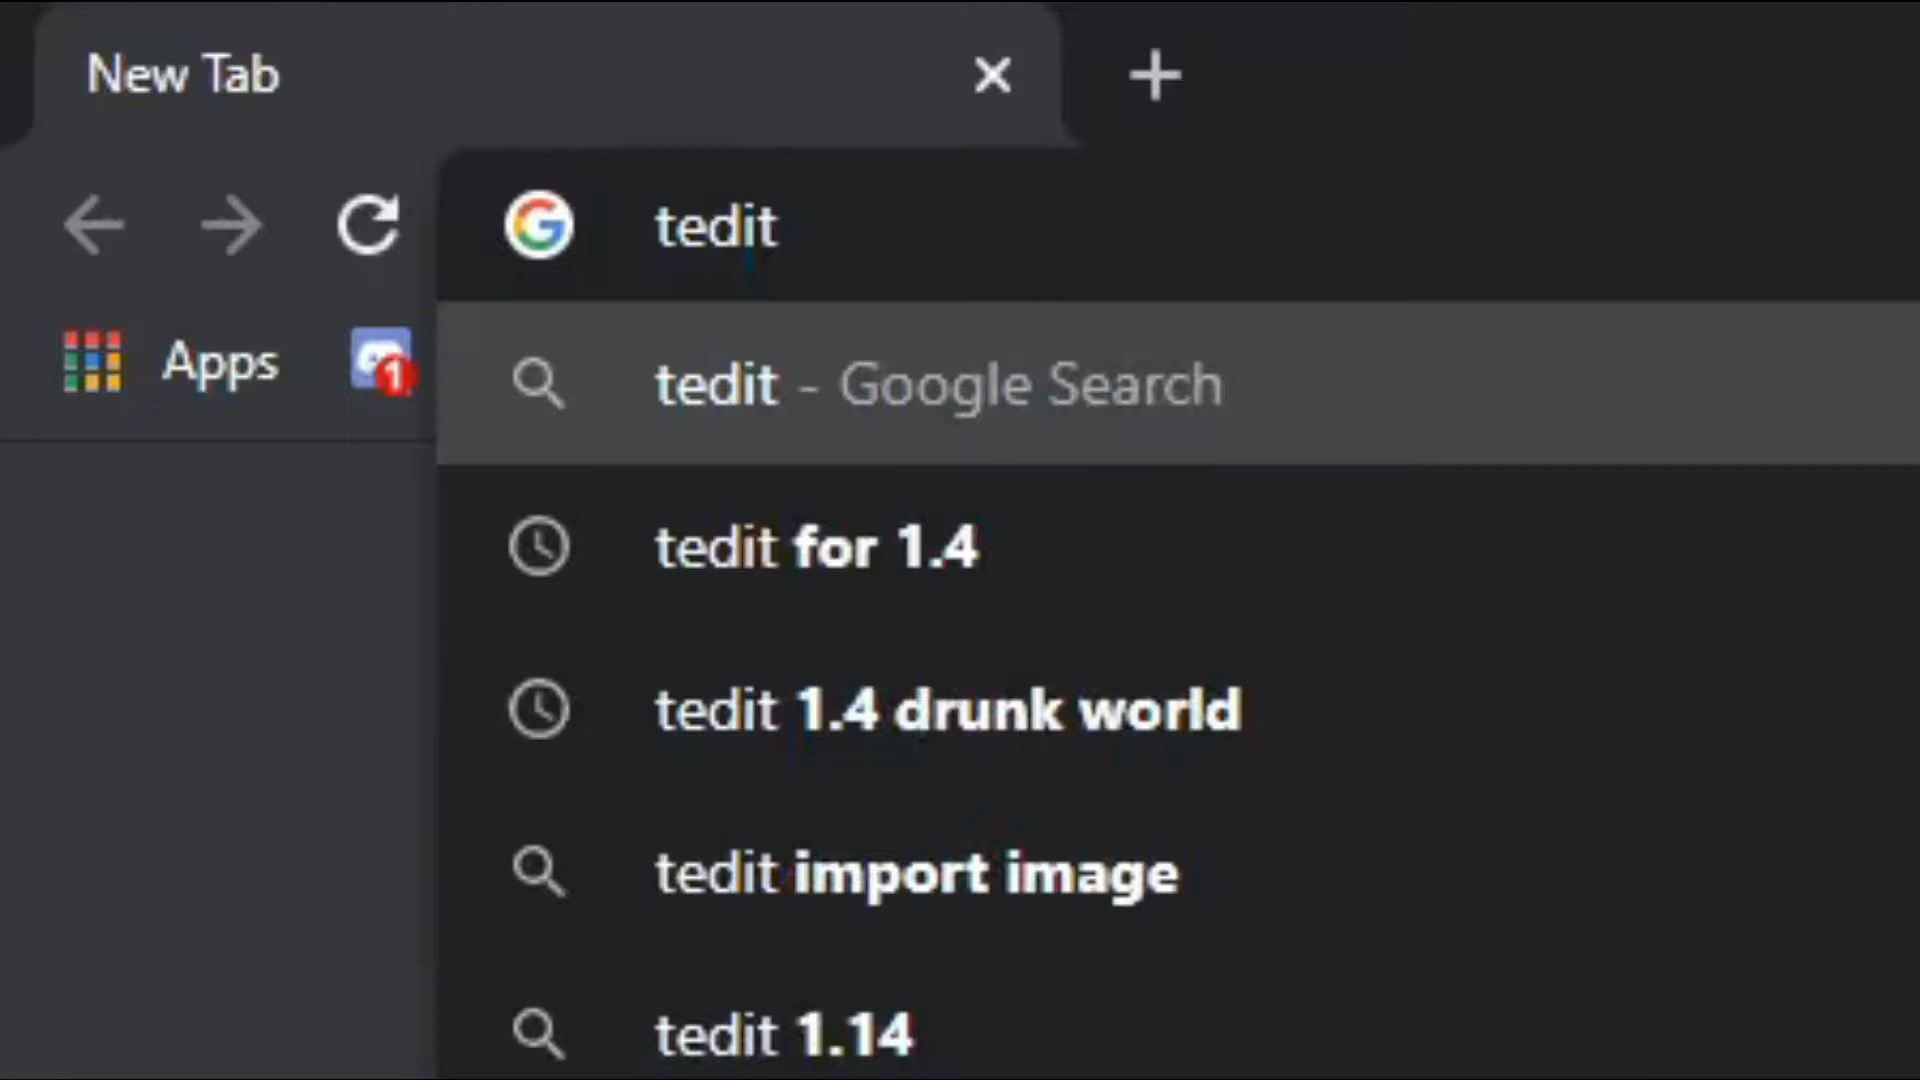 New Tab
tedit
Apps
1
tedit - Google Search
tedit for 1.4
tedit 1.4 drunk world
tedit import image
tedit 1.14